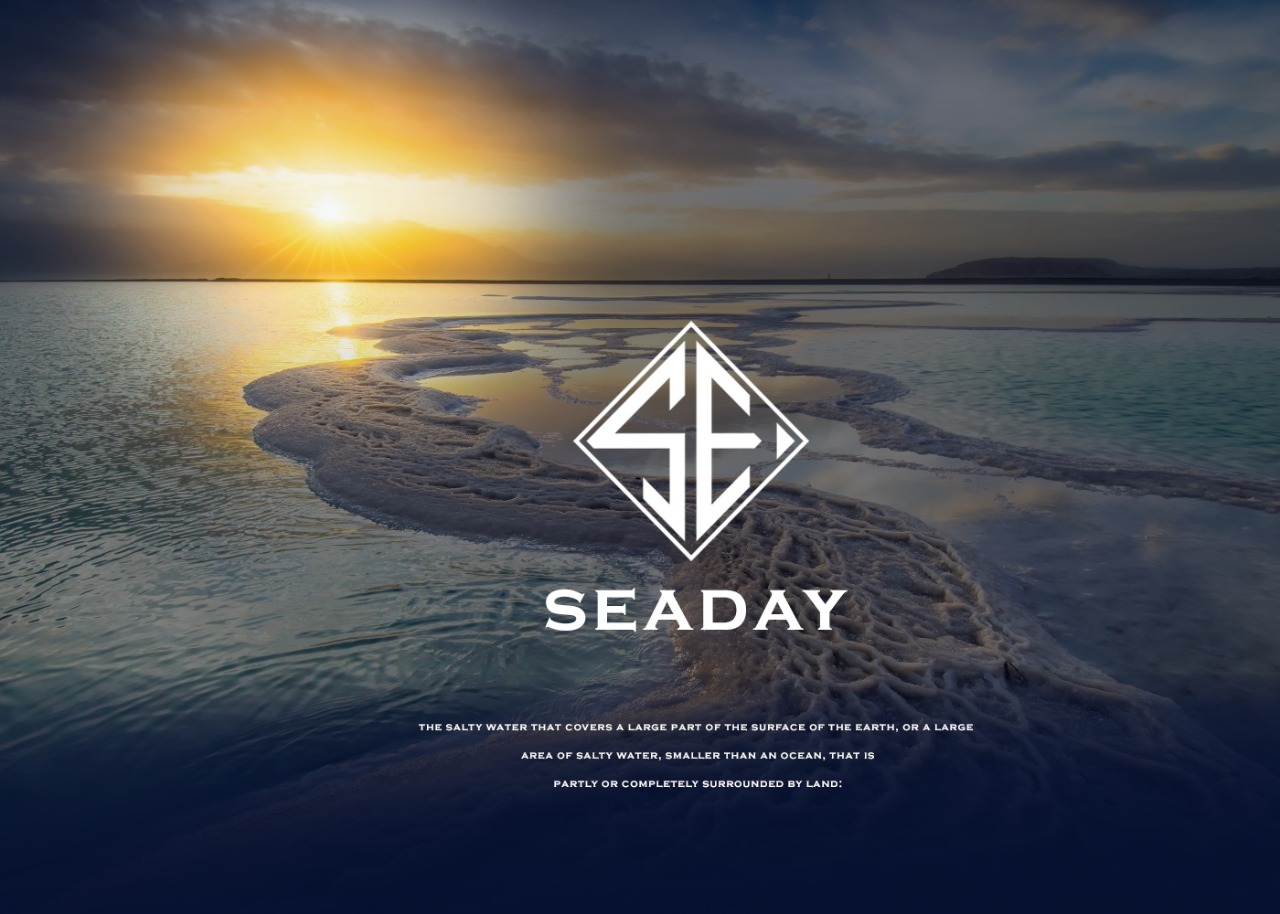 SE
SEADAY
THE SALTY WATER THAT COVERS A LARGE PART OF THE SURFACE OF THE EARTH, OR A LARGE
AREA OF SALTY WATER, SMALLER THAN AN OCEAN, THAT IS
PARTLY OR COMPLETELY SURROUNDED BY LAND: